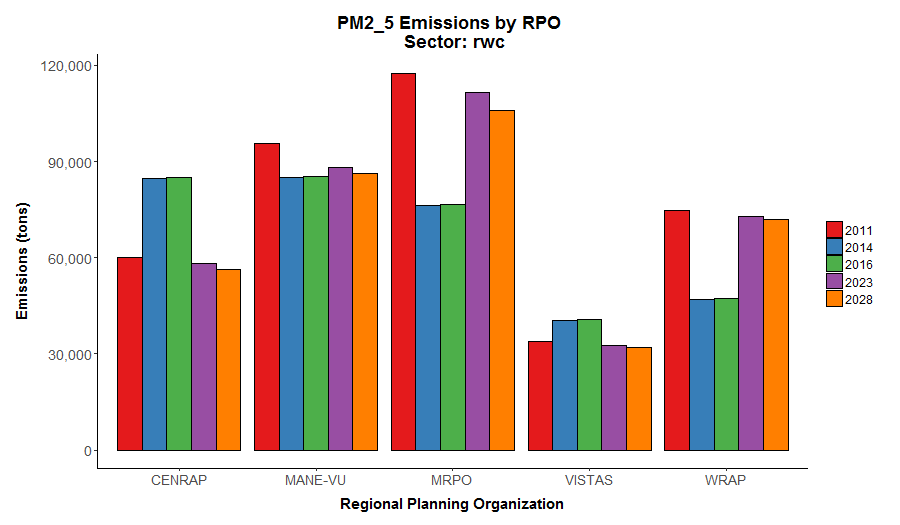 PM2_5 Emissions by RPO
Sector: rwc
Emissions (tons)
120,000
90,000
60,000
30,000
0
CENRAP
MANE-VU
MRPO
VISTAS
WRAP
Regional Planning Organization
2011
2014
2016
2023
2028